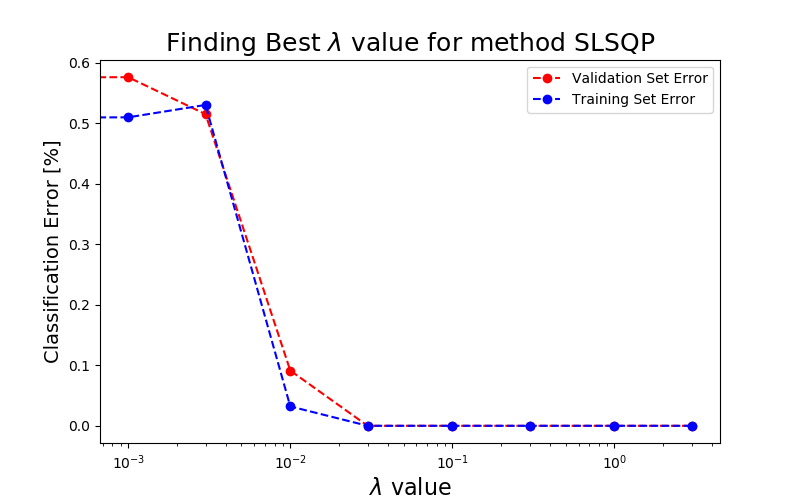 Finding Best λ value for method SLSQP
Validation Set Error
Training Set Error
Classification Error [%]
0.6
0.5
0.4
0.3
0.2
0.1
0.0
10⁻³ 10⁻² 10⁻¹ 10⁰
λ value